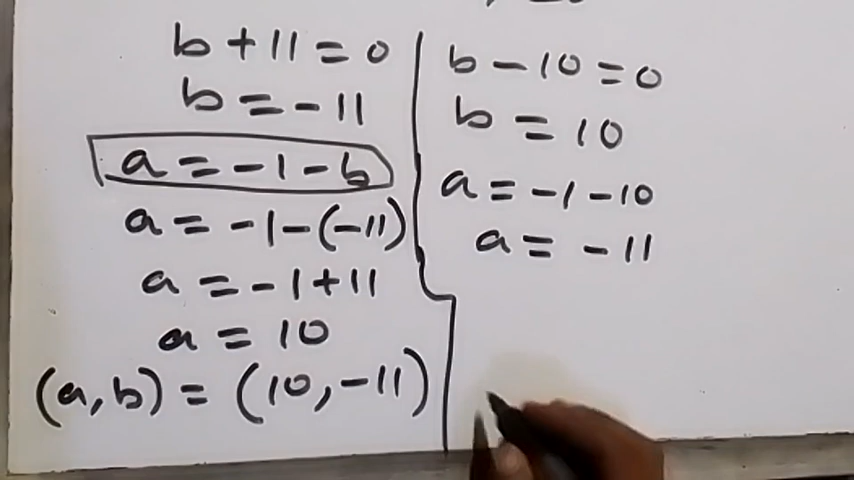 b + 11 = 0
b = -11
a = -1 - b
a = -1 - (-11)
a = -1 + 11
a = 10
(a, b) = (10, -11)
b - 10 = 0
b = 10
a = -1 - 10
a = -11